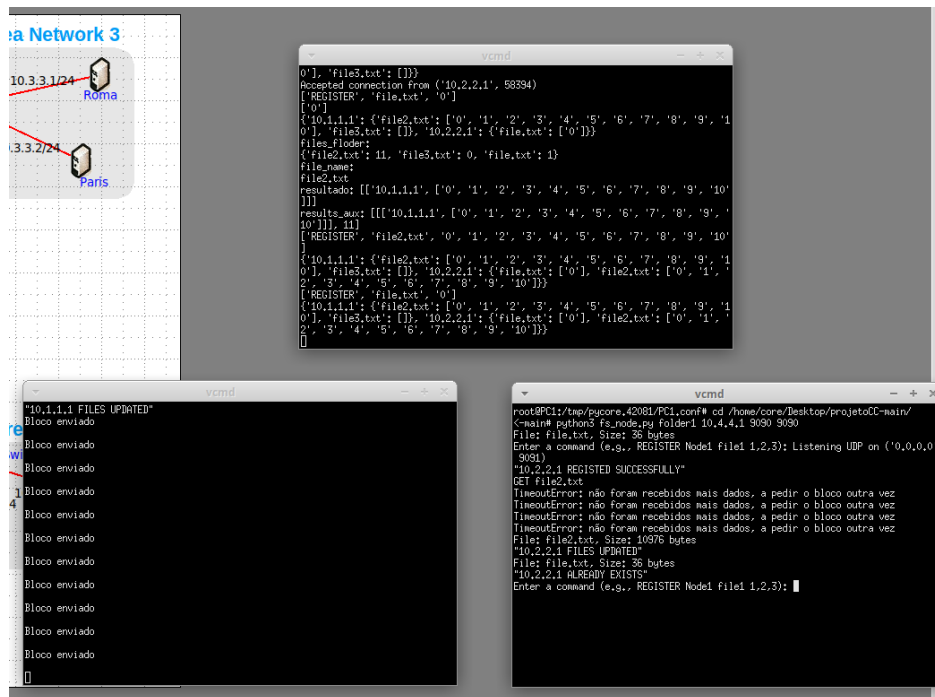 ea Network 3
10.3.3.1/24
Roma
.3.3.2/24
Paris
vcmd
0'], 'file3.txt': []}}
Accepted connection from ('10.2.2.1', 58394)
['REGISTER', 'file.txt', '0']
['0']
{'10.1.1.1': {'file2.txt': ['0', '1', '2', '3', '4', '5', '6', '7', '8', '9', '1
0'], 'file3.txt': []}, '10.2.2.1': {'file.txt': ['0']}}
files_floder:
{'file2.txt': 11, 'file3.txt': 0, 'file.txt': 1}
file_name:
file2.txt
resultado: [['10.1.1.1', ['0', '1', '2', '3', '4', '5', '6', '7', '8', '9', '10'
]]]
results_aux: [[['10.1.1.1', ['0', '1', '2', '3', '4', '5', '6', '7', '8', '9', '
10']]], 11]
['REGISTER', 'file2.txt', '0', '1', '2', '3', '4', '5', '6', '7', '8', '9', '10'
]
{'10.1.1.1': {'file2.txt': ['0', '1', '2', '3', '4', '5', '6', '7', '8', '9', '1
0'], 'file3.txt': []}, '10.2.2.1': {'file.txt': ['0'], 'file2.txt': ['0', '1', '
2', '3', '4', '5', '6', '7', '8', '9', '10']}}
['REGISTER', 'file.txt', '0']
{'10.1.1.1': {'file2.txt': ['0', '1', '2', '3', '4', '5', '6', '7', '8', '9', '1
0'], 'file3.txt': []}, '10.2.2.1': {'file.txt': ['0'], 'file2.txt': ['0', '1', '
2', '3', '4', '5', '6', '7', '8', '9', '10']}}
vcmd
"10.1.1.1 FILES UPDATED"
Bloco enviado
Bloco enviado
Bloco enviado
Bloco enviado
Bloco enviado
Bloco enviado
Bloco enviado
Bloco enviado
Bloco enviado
Bloco enviado
Bloco enviado
vcmd
root@PC1:/tmp/pycore.42081/PC1.conf# cd /home/core/Desktop/projetoCC-main/
<-main# python3 fs_node.py folder1 10.4.4.1 9090 9090
File: file.txt, Size: 36 bytes
Enter a command (e.g., REGISTER Node1 file1 1,2,3): Listening UDP on ('0.0.0.0
9091)
"10.2.2.1 REGISTED SUCCESSFULLY"
GET file2.txt
TimeoutError: não foram recebidos mais dados, a pedir o bloco outra vez
TimeoutError: não foram recebidos mais dados, a pedir o bloco outra vez
TimeoutError: não foram recebidos mais dados, a pedir o bloco outra vez
TimeoutError: não foram recebidos mais dados, a pedir o bloco outra vez
File: file2.txt, Size: 10976 bytes
"10.2.2.1 FILES UPDATED"
File: file.txt, Size: 36 bytes
"10.2.2.1 ALREADY EXISTS"
Enter a command (e.g., REGISTER Node1 file1 1,2,3):